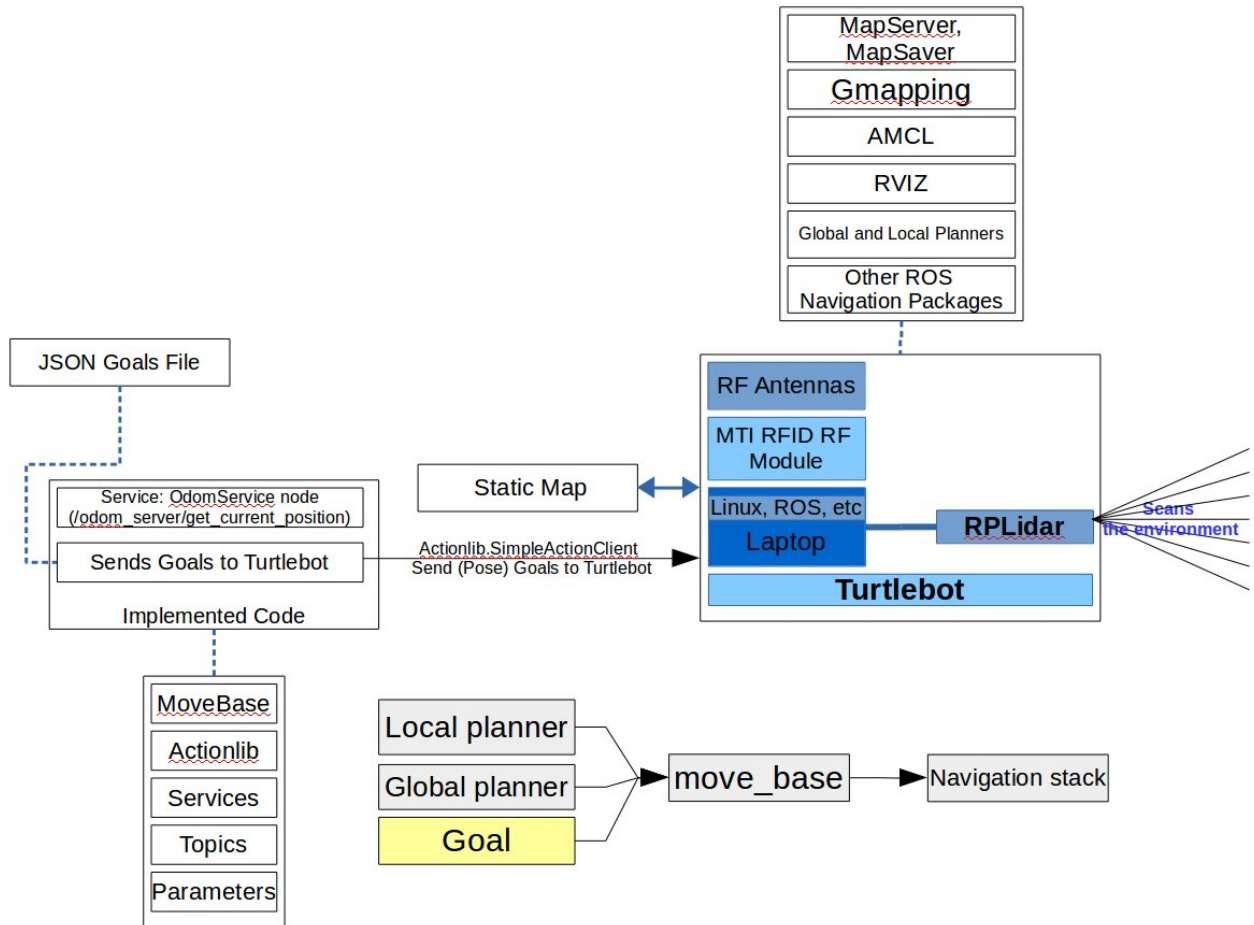 MapServer,
MapSaver
Gmapping
AMCL
RVIZ
Global and Local Planners
Other ROS
Navigation Packages
JSON Goals File
Service: OdomService node
(/odom_server/get_current_position)
Sends Goals to Turtlebot
Implemented Code
Static Map
Actionlib.SimpleActionClient
Send (Pose) Goals to Turtlebot
RF Antennas
MTI RFID RF
Module
Linux, ROS, etc
Laptop
RPLidar
Scans
the environment
Turtlebot
MoveBase
Actionlib
Services
Topics
Parameters
Local planner
Global planner
Goal
move_base
Navigation stack